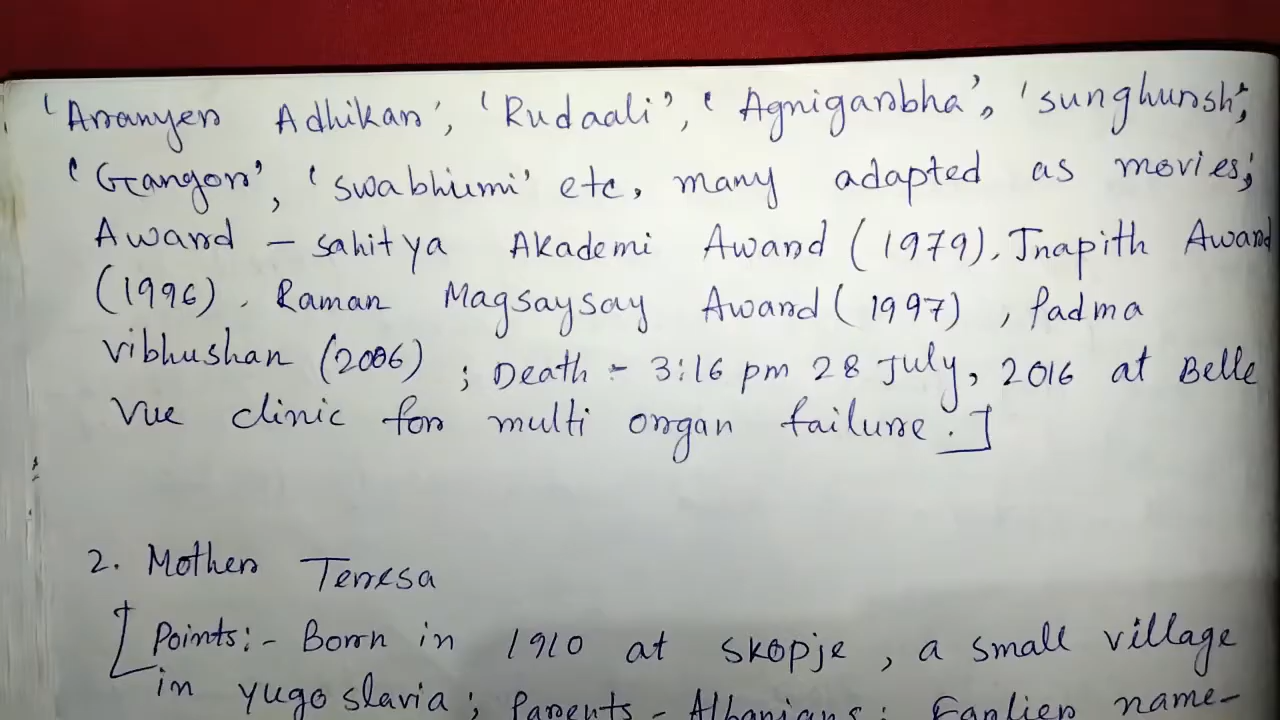 'Aranyer Adhikar', 'Rudaali', 'Agnigarbha', 'sunghursh',
'Gangor', 'swabhumi' etc, many adapted as movies;
Award - sahitya Akademi Award (1979), Jnapith Award
(1996), Raman Magsaysay Award (1997), Padma
vibhushan (2006) ; Death :- 3:16 pm 28 July, 2016 at Belle
Vue clinic for multi organ failure.]
2. Mother Teresa
[Points:- Born in 1910 at skopje, a small village
in yugoslavia; Parents - Albanians; Earlier name-